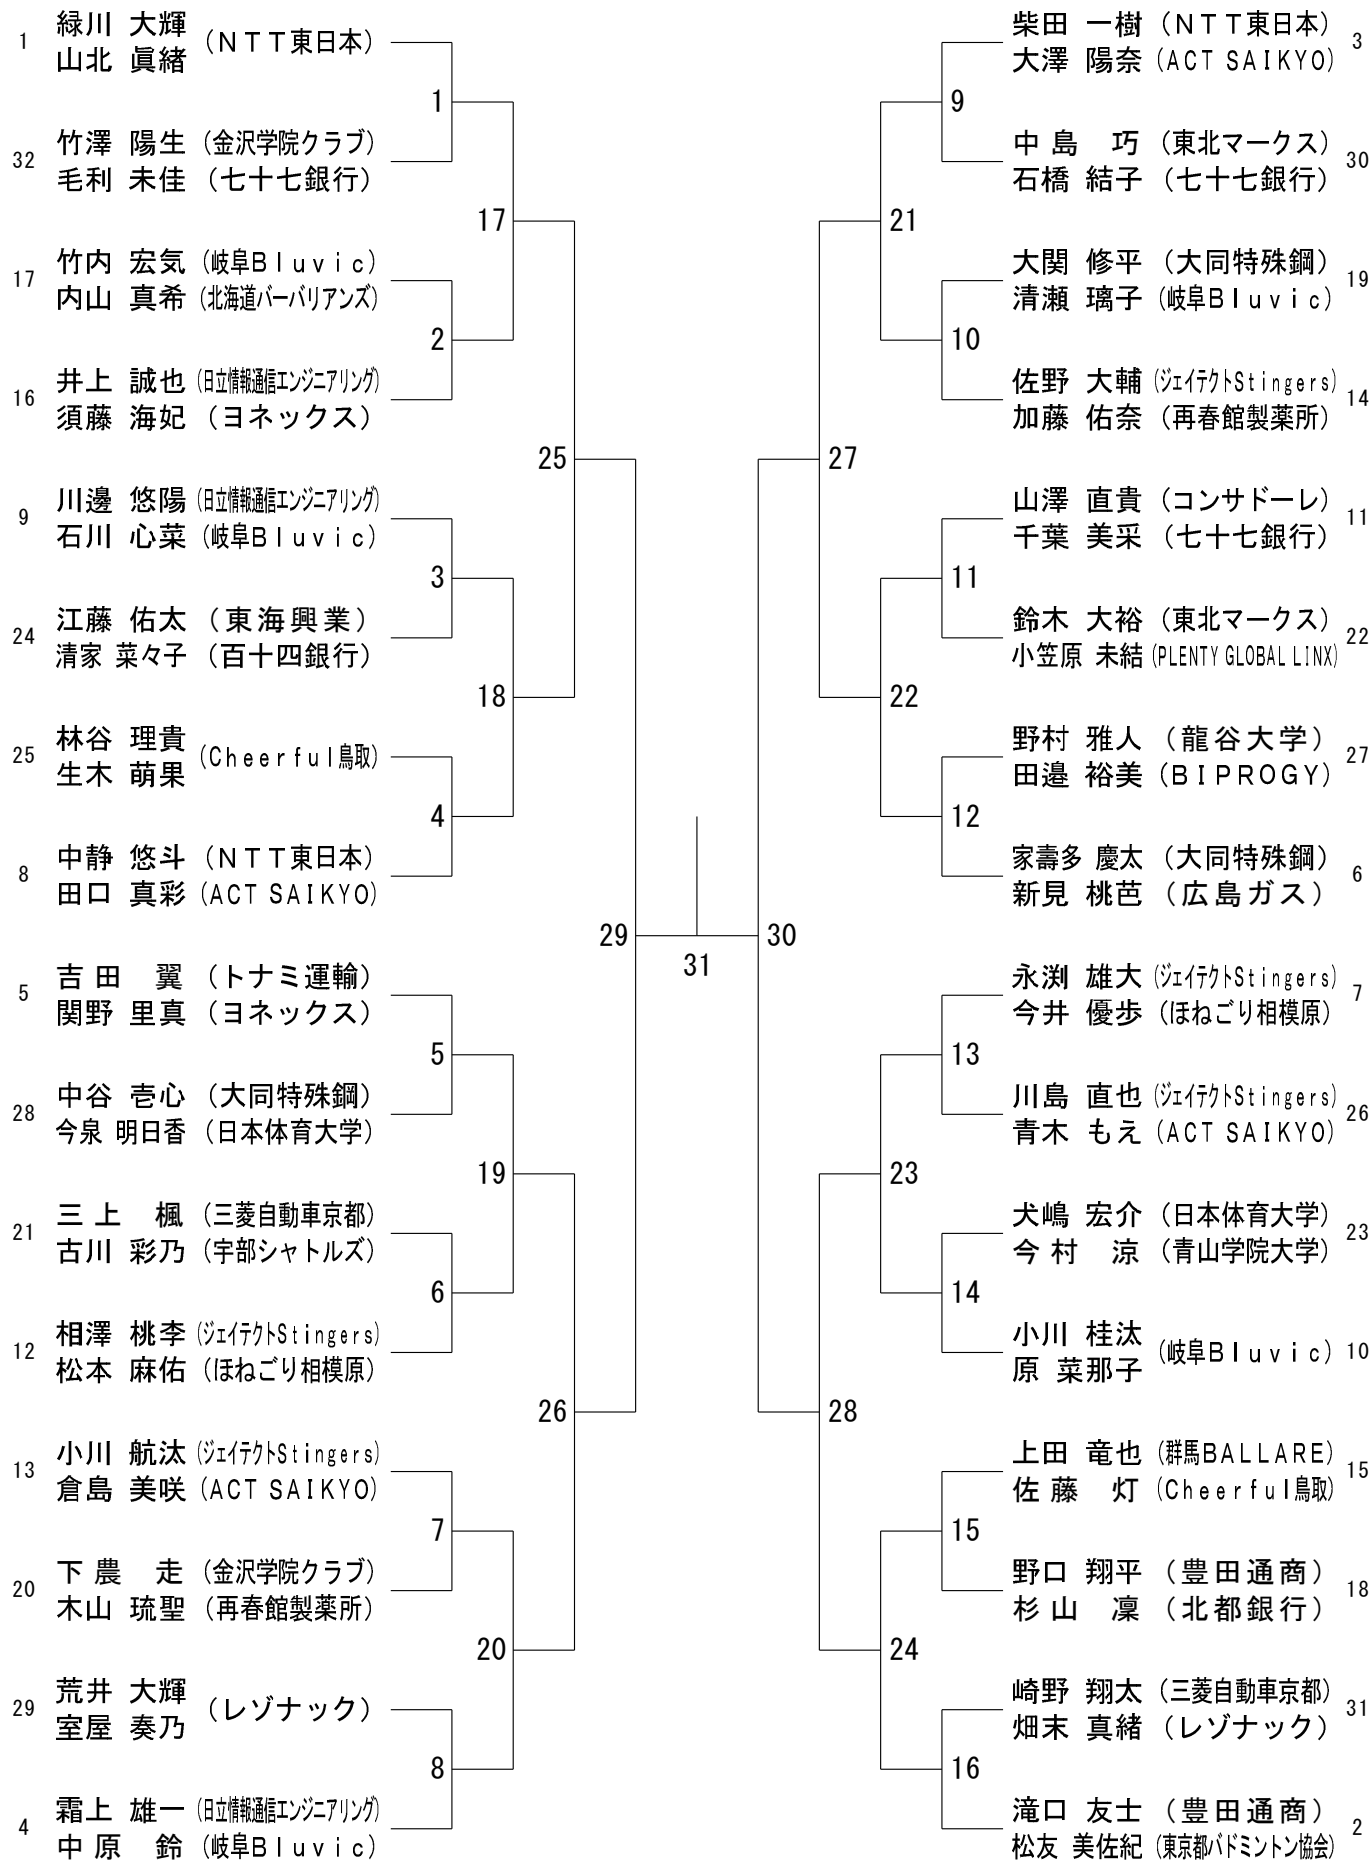 1 緑川 大輝 (ＮＴＴ東日本)
山北 眞緒
1
32 竹澤 陽生 (金沢学院クラブ)
毛利 未佳 (七十七銀行)
17
17 竹内 宏気 (岐阜Ｂｌｕｖｉｃ)
内山 真希 (北海道バーバリアンズ)
2
16 井上 誠也 (日立情報通信エンジニアリング)
須藤 海妃 (ヨネックス)
25
9 川邊 悠陽 (日立情報通信エンジニアリング)
石川 心菜 (岐阜Ｂｌｕｖｉｃ)
3
24 江藤 佑太 (東海興業)
清家 菜々子 (百十四銀行)
18
25 林谷 理貴 (Cheerful鳥取)
生木 萌果
4
8 中静 悠斗 (ＮＴＴ東日本)
田口 真彩 (ACT SAIKYO)
29
5 吉田 翼 (トナミ運輸)
関野 里真 (ヨネックス)
5
28 中谷 壱心 (大同特殊鋼)
今泉 明日香 (日本体育大学)
19
21 三上 楓 (三菱自動車京都)
古川 彩乃 (宇部シャトルズ)
6
12 相澤 桃李 (ジェイテクトStingers)
松本 麻佑 (ほねごり相模原)
26
13 小川 航汰 (ジェイテクトStingers)
倉島 美咲 (ACT SAIKYO)
7
20 下農 走 (金沢学院クラブ)
木山 琉聖 (再春館製薬所)
20
29 荒井 大輝 (レゾナック)
室屋 奏乃
8
4 霜上 雄一 (日立情報通信エンジニアリング)
中原 鈴 (岐阜Ｂｌｕｖｉｃ)
31
柴田 一樹 (ＮＴＴ東日本) 3
大澤 陽奈 (ACT SAIKYO)
9
中島 巧 (東北マークス) 30
石橋 結子 (七十七銀行)
21
大関 修平 (大同特殊鋼) 19
清瀬 璃子 (岐阜Ｂｌｕｖｉｃ)
10
佐野 大輔 (ジェイテクトStingers) 14
加藤 佑奈 (再春館製薬所)
27
山澤 直貴 (コンサドーレ) 11
千葉 美采 (七十七銀行)
11
鈴木 大裕 (東北マークス) 22
小笠原 未結 (PLENTY GLOBAL LINX)
22
野村 雅人 (龍谷大学) 27
田邉 裕美 (ＢＩＰＲＯＧＹ)
12
家壽多 慶太 (大同特殊鋼) 6
新見 桃芭 (広島ガス)
30
永渕 雄大 (ジェイテクトStingers) 7
今井 優歩 (ほねごり相模原)
13
川島 直也 (ジェイテクトStingers) 26
青木 もえ (ACT SAIKYO)
23
犬嶋 宏介 (日本体育大学) 23
今村 涼 (青山学院大学)
14
小川 桂汰 (岐阜Ｂｌｕｖｉｃ) 10
原 菜那子
28
上田 竜也 (群馬BALLARE) 15
佐藤 灯 (Cheerful鳥取)
15
野口 翔平 (豊田通商) 18
杉山 凜 (北都銀行)
24
崎野 翔太 (三菱自動車京都) 31
畑末 真緒 (レゾナック)
16
滝口 友士 (豊田通商) 2
松友 美佐紀 (東京都バドミントン協会)